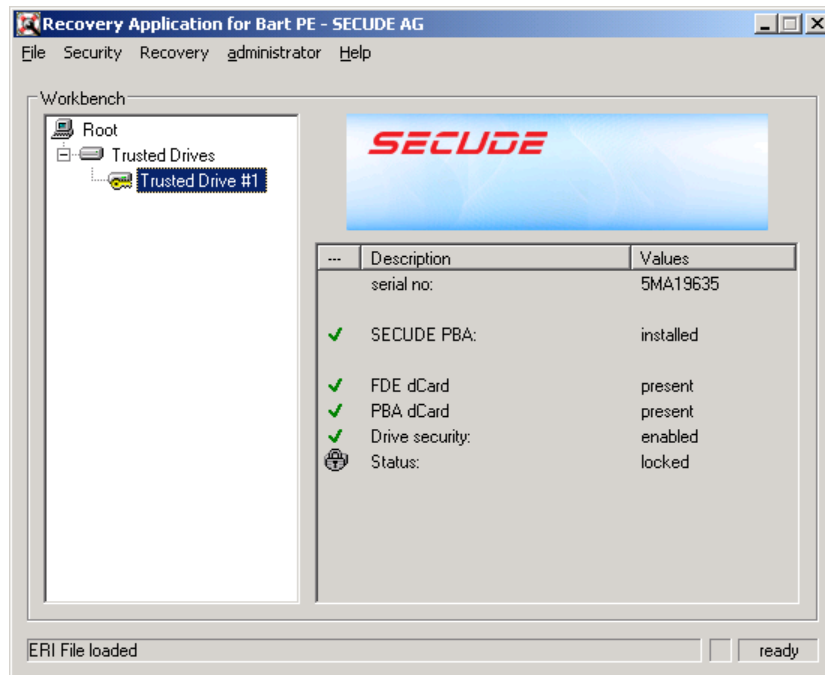 Recovery Application for Bart PE - SECUDE AG
File Security Recovery administrator Help
Workbench
Root
Trusted Drives
Trusted Drive #1
SECUDE
--- Description Values
serial no: 5MA19635
SECUDE PBA: installed
FDE dCard present
PBA dCard present
Drive security: enabled
Status: locked
ERI File loaded ready